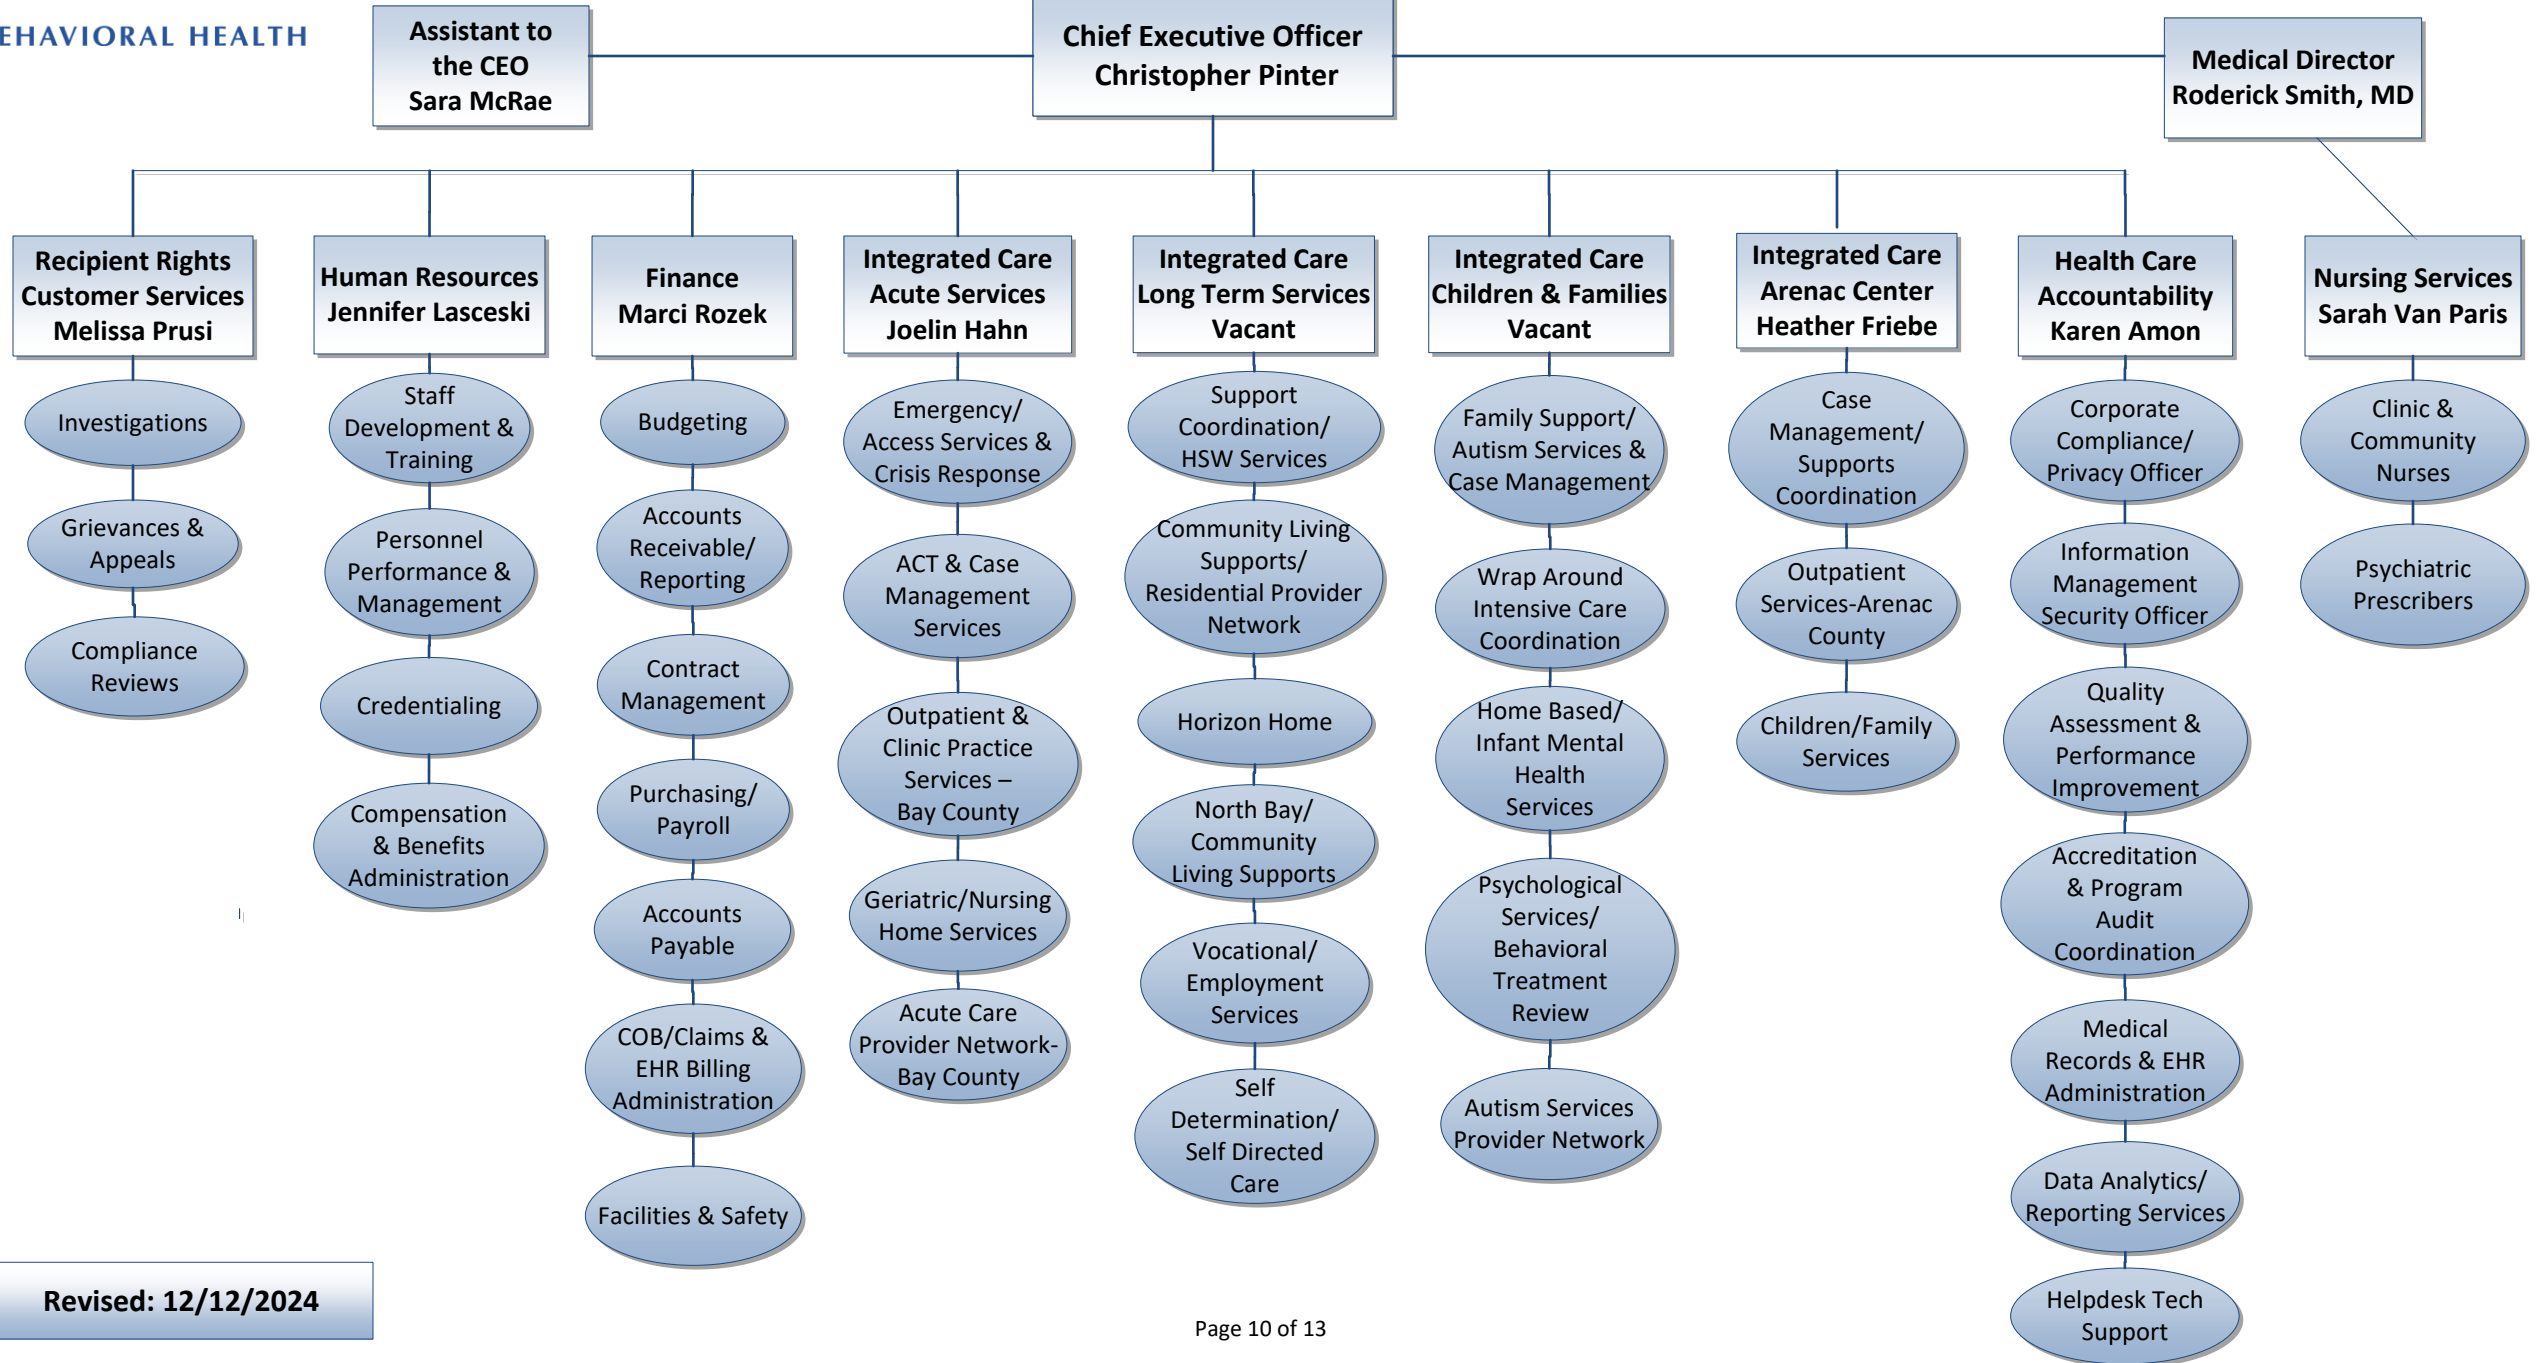 EHAVIORAL HEALTH
Assistant to
the CEO
Sara McRae
Chief Executive Officer
Christopher Pinter
Medical Director
Roderick Smith, MD
Recipient Rights
Customer Services
Melissa Prusi
Investigations
Grievances &
Appeals
Compliance
Reviews
Human Resources
Jennifer Lasceski
Staff
Development &
Training
Personnel
Performance &
Management
Credentialing
Compensation
& Benefits
Administration
Finance
Marci Rozek
Budgeting
Accounts
Receivable/
Reporting
Contract
Management
Purchasing/
Payroll
Accounts
Payable
COB/Claims &
EHR Billing
Administration
Facilities & Safety
Integrated Care
Acute Services
Joelin Hahn
Emergency/
Access Services &
Crisis Response
ACT & Case
Management
Services
Outpatient &
Clinic Practice
Services –
Bay County
Geriatric/Nursing
Home Services
Acute Care
Provider Network-
Bay County
Integrated Care
Long Term Services
Vacant
Support
Coordination/
HSW Services
Community Living
Supports/
Residential Provider
Network
Horizon Home
North Bay/
Community
Living Supports
Vocational/
Employment
Services
Self
Determination/
Self Directed
Care
Integrated Care
Children & Families
Vacant
Family Support/
Autism Services &
Case Management
Wrap Around
Intensive Care
Coordination
Home Based/
Infant Mental
Health
Services
Psychological
Services/
Behavioral
Treatment
Review
Autism Services
Provider Network
Integrated Care
Arenac Center
Heather Friebe
Case
Management/
Supports
Coordination
Outpatient
Services-Arenac
County
Children/Family
Services
Health Care
Accountability
Karen Amon
Corporate
Compliance/
Privacy Officer
Information
Management
Security Officer
Quality
Assessment &
Performance
Improvement
Accreditation
& Program
Audit
Coordination
Medical
Records & EHR
Administration
Data Analytics/
Reporting Services
Helpdesk Tech
Support
Nursing Services
Sarah Van Paris
Clinic &
Community
Nurses
Psychiatric
Prescribers
Revised: 12/12/2024
Page 10 of 13